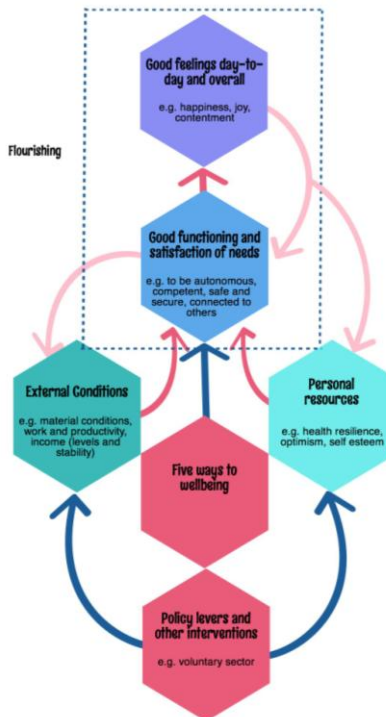 Good feelings day-to-
day and overall
e.g. happiness, joy,
contentment
Flourishing
Good functioning and
satisfaction of needs
e.g. to be autonomous,
competent, safe and
secure, connected to
others
External Conditions
e.g. material conditions,
work and productivity,
income (levels and
stability)
Personal
resources
e.g. health resilience,
optimism, self esteem
Five ways to
wellbeing
Policy levers and
other interventions
e.g. voluntary sector